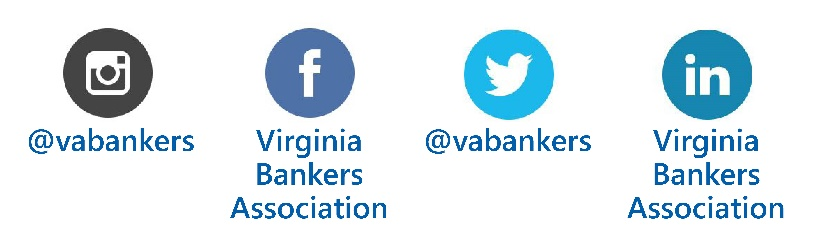 @vabankers
Virginia
Bankers
Association
@vabankers
Virginia
Bankers
Association